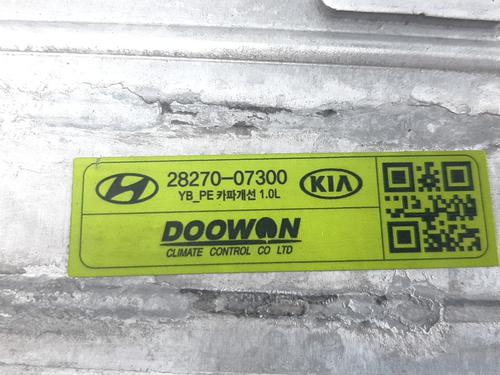 28270-07300
KIA
YB_PE 카파개선 1.0L
DOOWON
CLIMATE CONTROL CO LTD